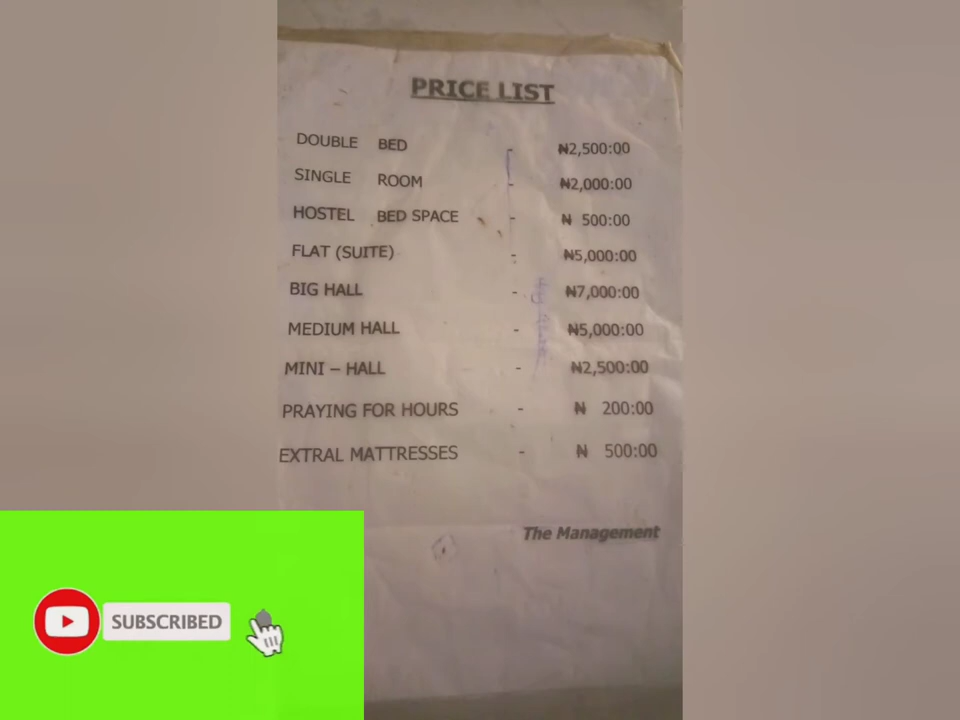 PRICE LIST
DOUBLE BED - ₦2,500:00
SINGLE ROOM - ₦2,000:00
HOSTEL BED SPACE - ₦ 500:00
FLAT (SUITE) - ₦5,000:00
BIG HALL - ₦7,000:00
MEDIUM HALL - ₦5,000:00
MINI – HALL - ₦2,500:00
PRAYING FOR HOURS - ₦ 200:00
EXTRAL MATTRESSES - ₦ 500:00
The Management
SUBSCRIBED